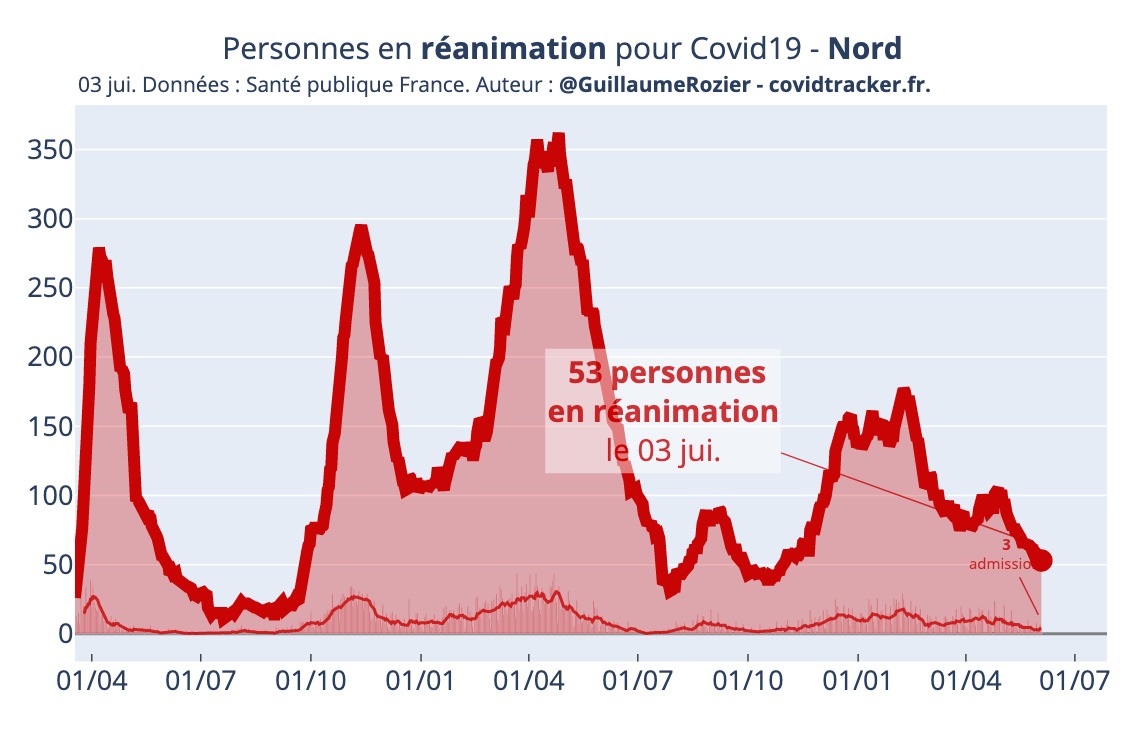 Personnes en réanimation pour Covid19 - Nord
03 jui. Données : Santé publique France. Auteur : @GuillaumeRozier - covidtracker.fr.
350
300
250
200
150
100
50
0
53 personnes
en réanimation
le 03 jui.
3
admissio
01/04 01/07 01/10 01/01 01/04 01/07 01/10 01/01 01/04 01/07